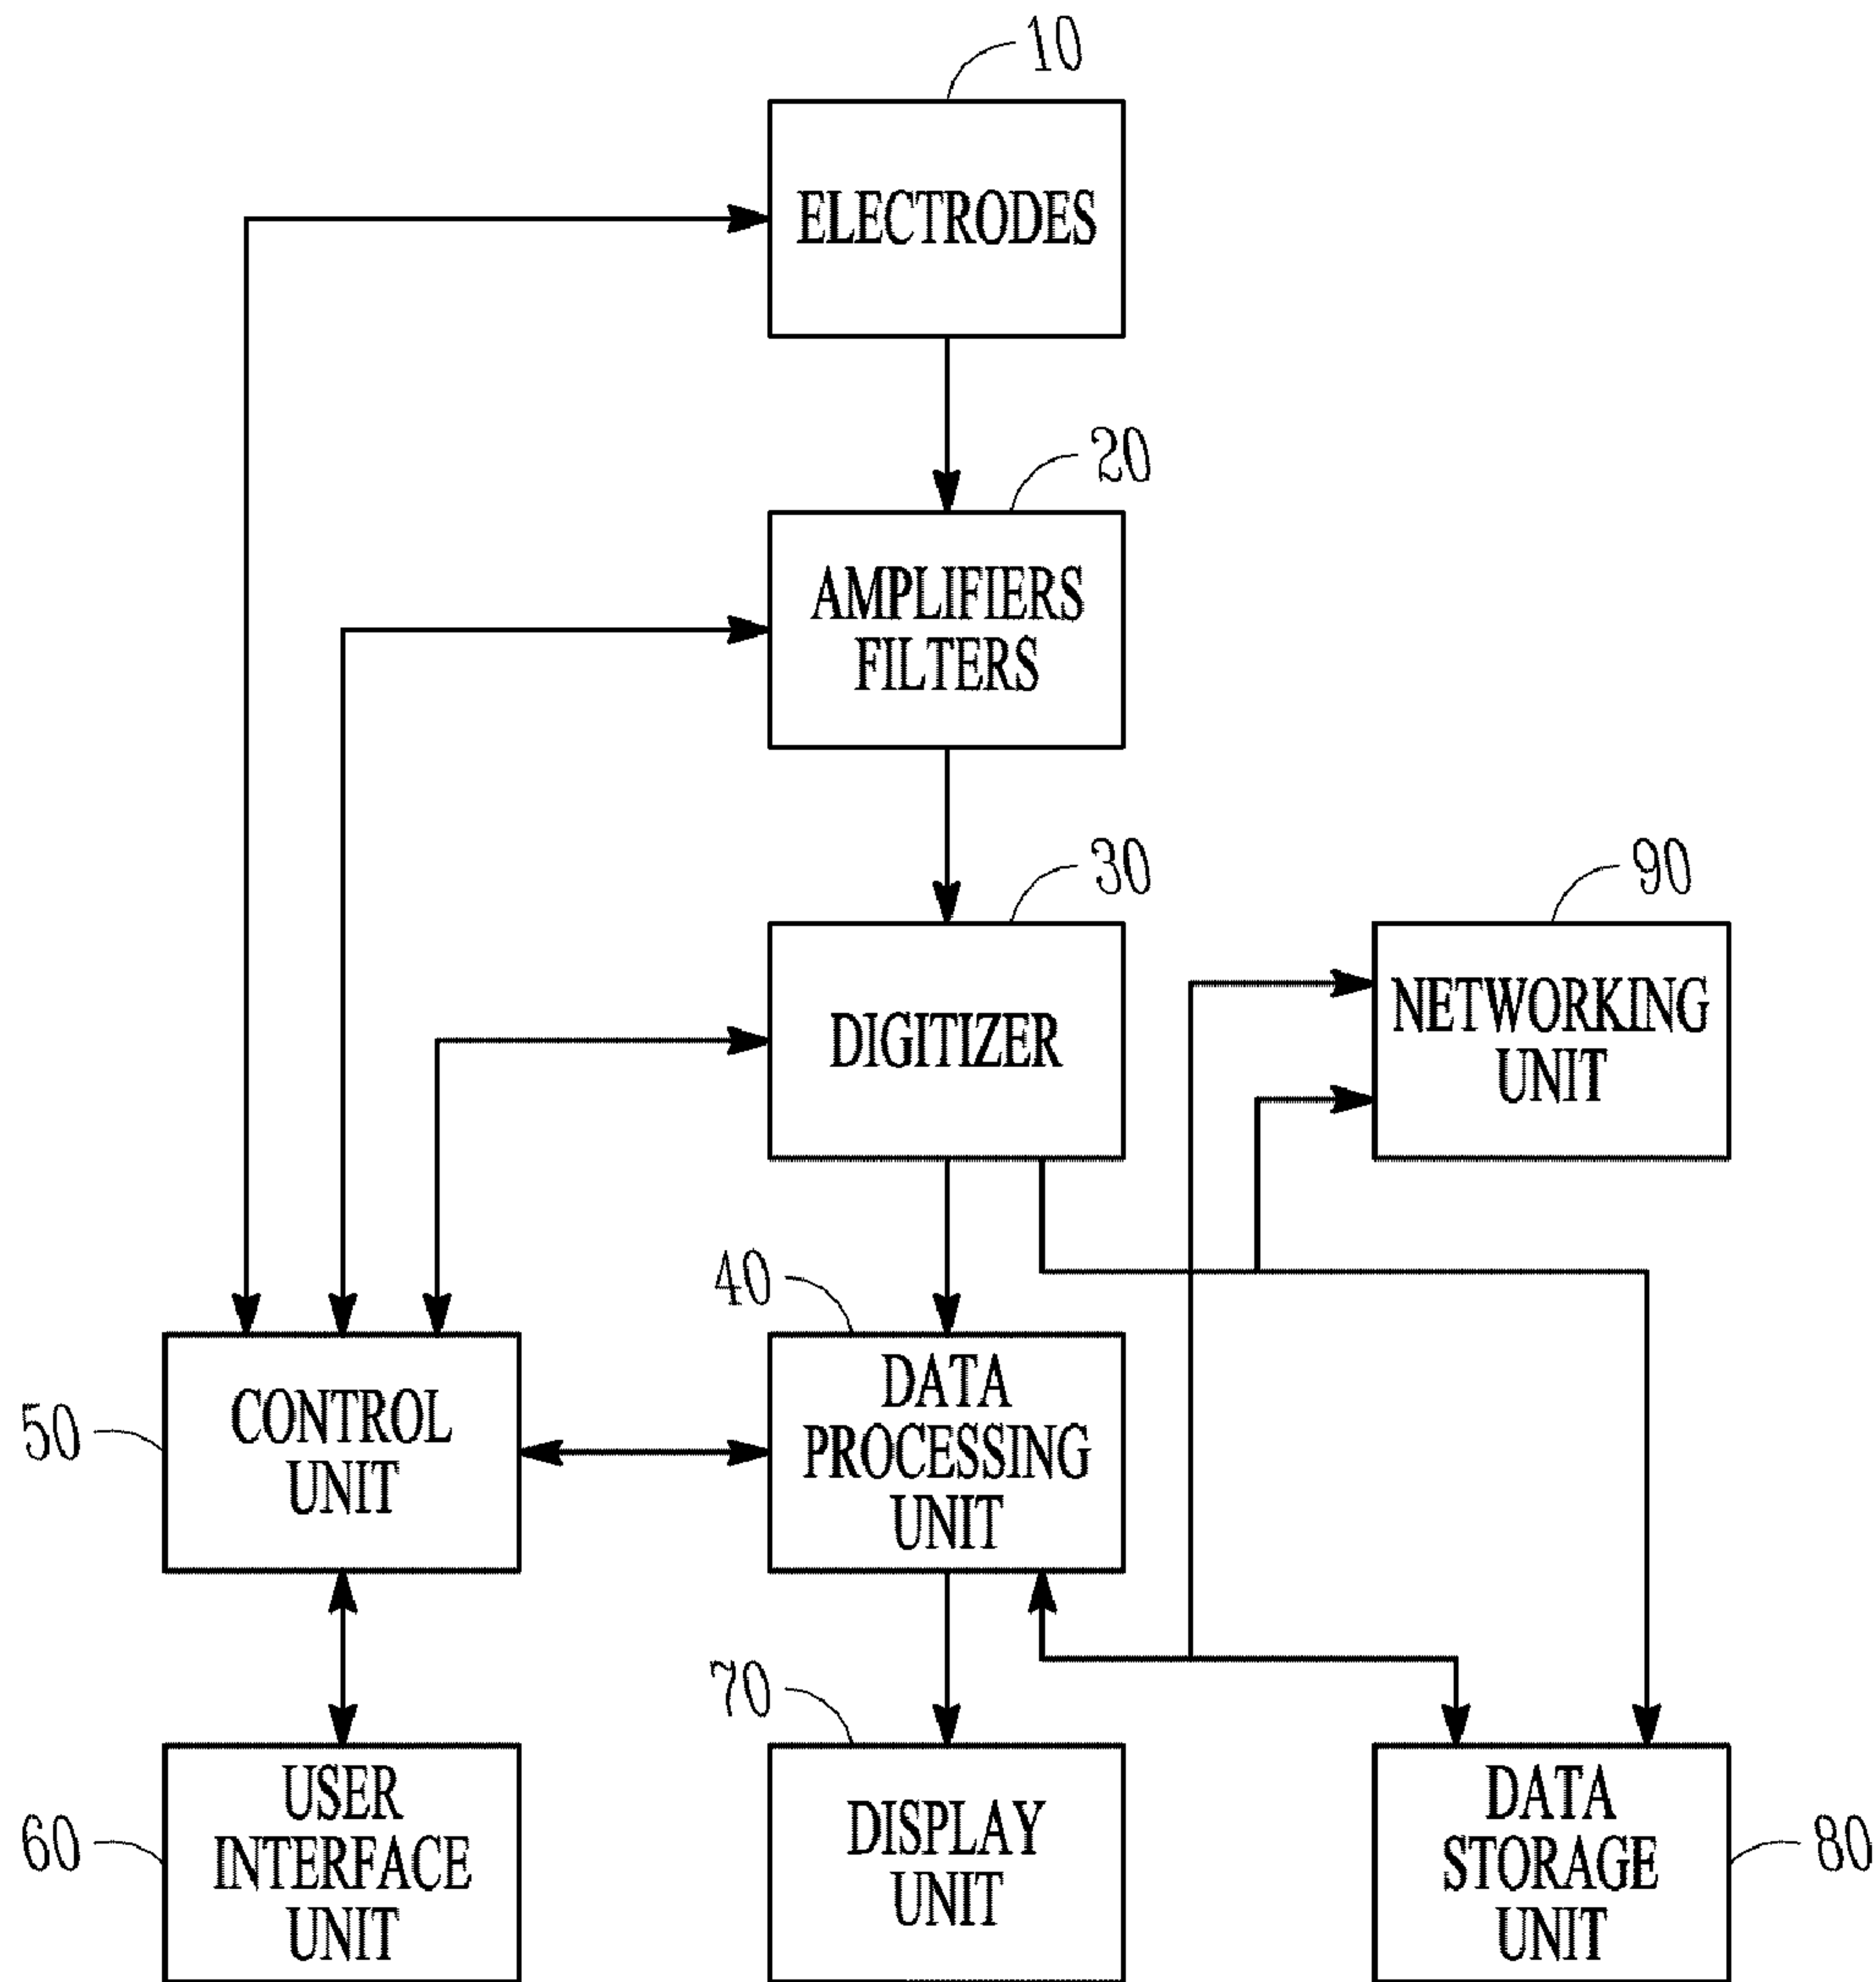 10
ELECTRODES
20
AMPLIFIERS
FILTERS
30
DIGITIZER
90
NETWORKING
UNIT
40
DATA
PROCESSING
UNIT
50
CONTROL
UNIT
70
DISPLAY
UNIT
60
USER
INTERFACE
UNIT
80
DATA
STORAGE
UNIT